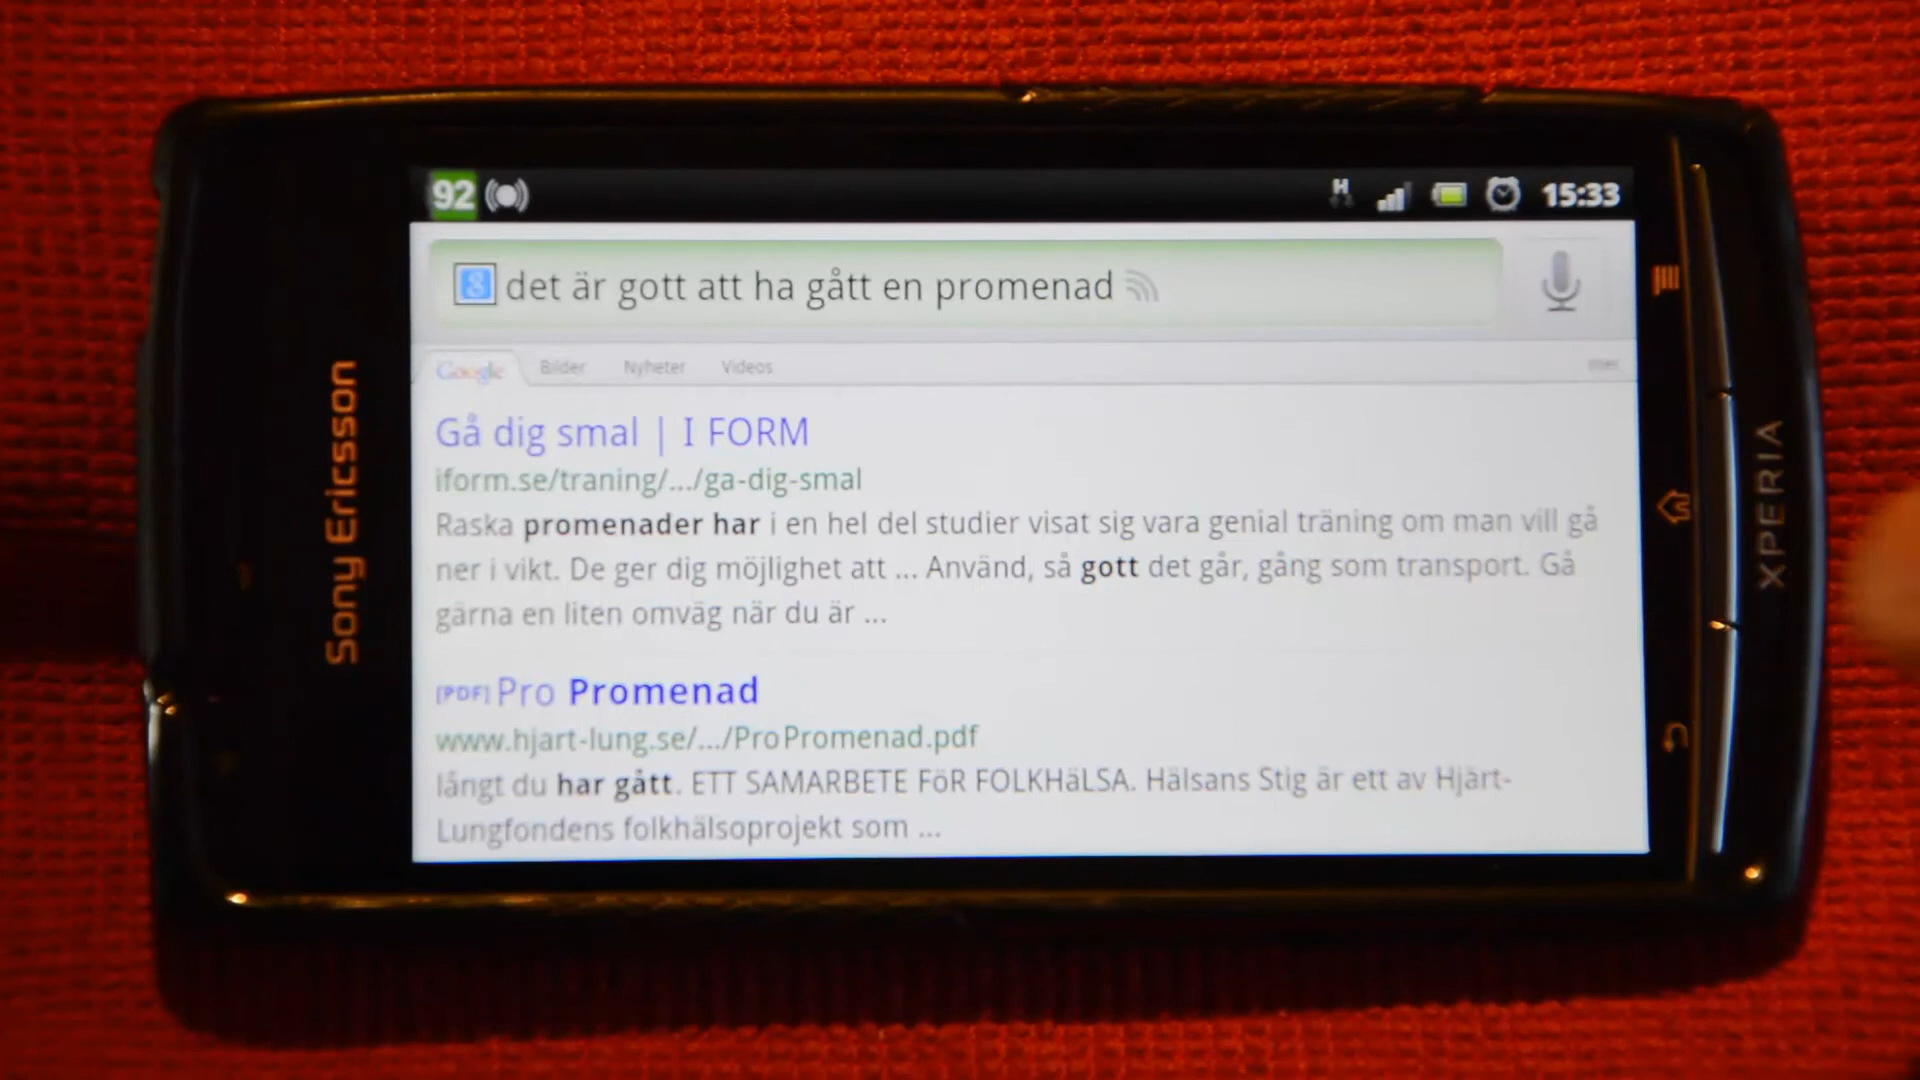 92
H
15:33
det är gott att ha gått en promenad
Google Bilder Nyheter Videos mer
Gå dig smal | I FORM
iform.se/traning/.../ga-dig-smal
Raska promenader har i en hel del studier visat sig vara genial träning om man vill gå
ner i vikt. De ger dig möjlighet att ... Använd, så gott det går, gång som transport. Gå
gärna en liten omväg när du är ...
[PDF] Pro Promenad
www.hjart-lung.se/.../ProPromenad.pdf
långt du har gått. ETT SAMARBETE FöR FOLKHäLSA. Hälsans Stig är ett av Hjärt-
Lungfondens folkhälsoprojekt som ...
Sony Ericsson
XPERIA